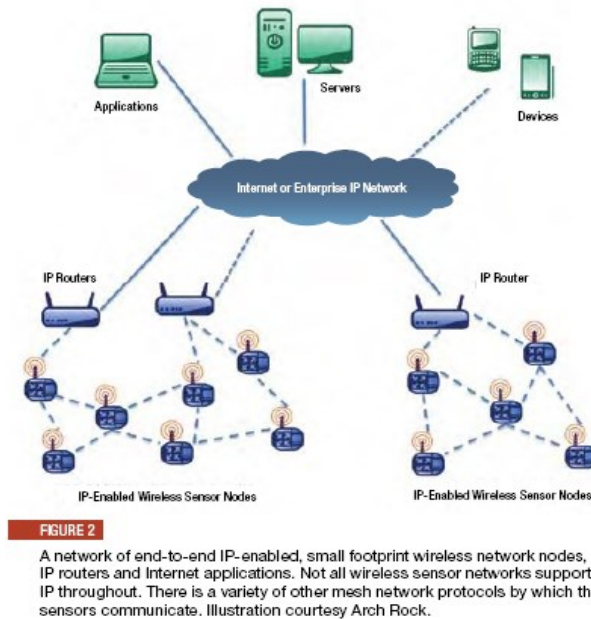 Applications
Servers
Devices
Internet or Enterprise IP Network
IP Routers
IP Router
IP-Enabled Wireless Sensor Nodes
IP-Enabled Wireless Sensor Nodes
FIGURE 2
A network of end-to-end IP-enabled, small footprint wireless network nodes,
IP routers and Internet applications. Not all wireless sensor networks support
IP throughout. There is a variety of other mesh network protocols by which th
sensors communicate. Illustration courtesy Arch Rock.